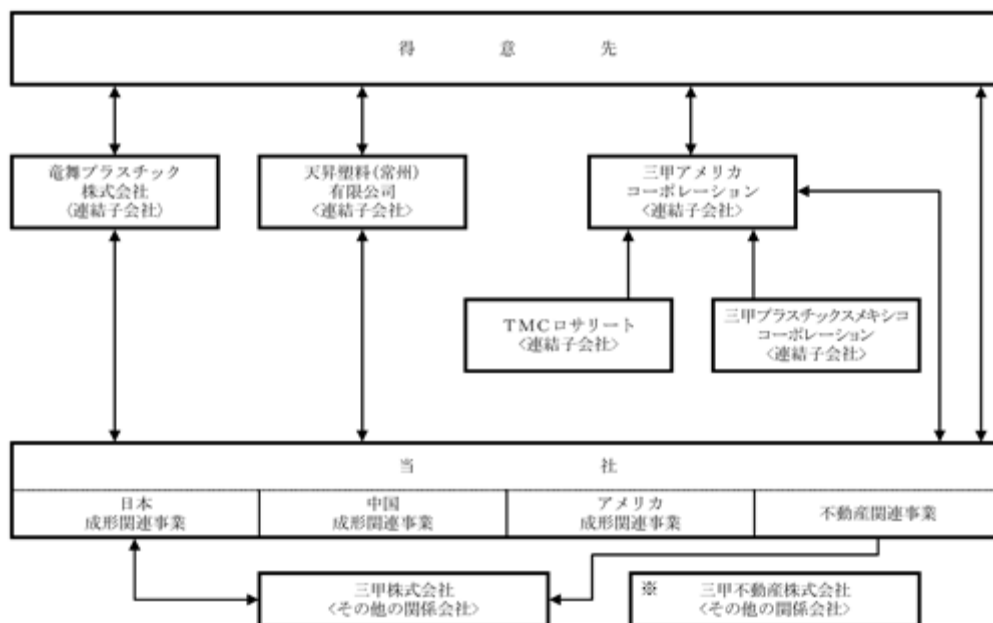 得意先
竜舞プラスチック
株式会社
(連結子会社)
天昇塑料(常州)
有限公司
<連結子会社>
三甲アメリカ
コーポレーション
<連結子会社>
TMCロサリート
<連結子会社>
三甲プラスチックスメキシコ
コーポレーション
<連結子会社>
当社
日本
成形関連事業
中国
成形関連事業
アメリカ
成形関連事業
不動産関連事業
三甲株式会社
<その他の関係会社>
※ 三甲不動産株式会社
<その他の関係会社>